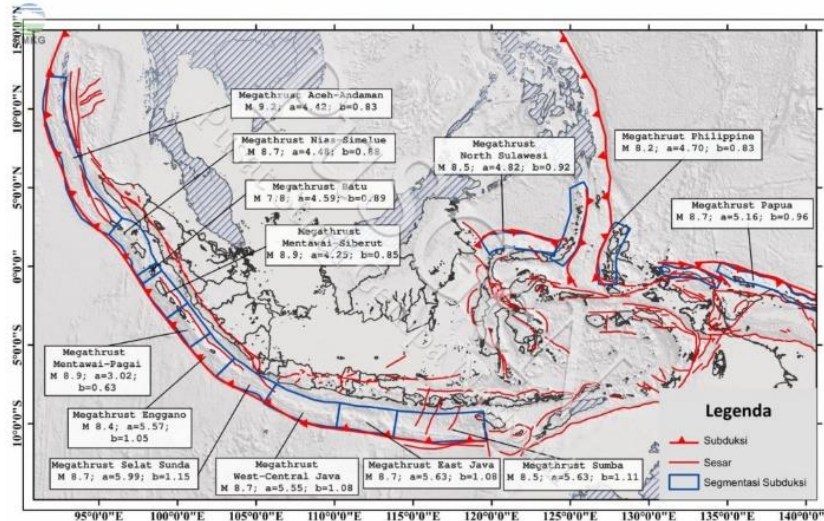 MKG
15°0'0"N
10°0'0"N
5°0'0"N
0°0'0"
5°0'0"S
10°0'0"S
Megathrust Aceh-Andaman
M 9.2; a=4.42; b=0.83
Megathrust Nias-Simelue
M 8.7; a=4.48; b=0.88
Megathrust Batu
M 7.8; a=4.59; b=0.89
Megathrust
Mentawai-Siberut
M 8.9; a=4.25; b=0.85
Megathrust
North Sulawesi
M 8.5; a=4.82; b=0.92
Megathrust Philippine
M 8.2; a=4.70; b=0.83
Megathrust Papua
M 8.7; a=5.16; b=0.96
Megathrust
Mentawai-Pagai
M 8.9; a=3.02;
b=0.63
Megathrust Enggano
M 8.4; a=5.57;
b=1.05
Megathrust Selat Sunda
M 8.7; a=5.99; b=1.15
Megathrust
West-Central Java
M 8.7; a=5.55; b=1.08
Megathrust East Java
M 8.7; a=5.63; b=1.08
Megathrust Sumba
M 8.5; a=5.63; b=1.11
Legenda
Subduksi
Sesar
Segmentasi Subduksi
95°0'0"E
100°0'0"E
105°0'0"E
110°0'0"E
115°0'0"E
120°0'0"E
125°0'0"E
130°0'0"E
135°0'0"E
140°0'0"E